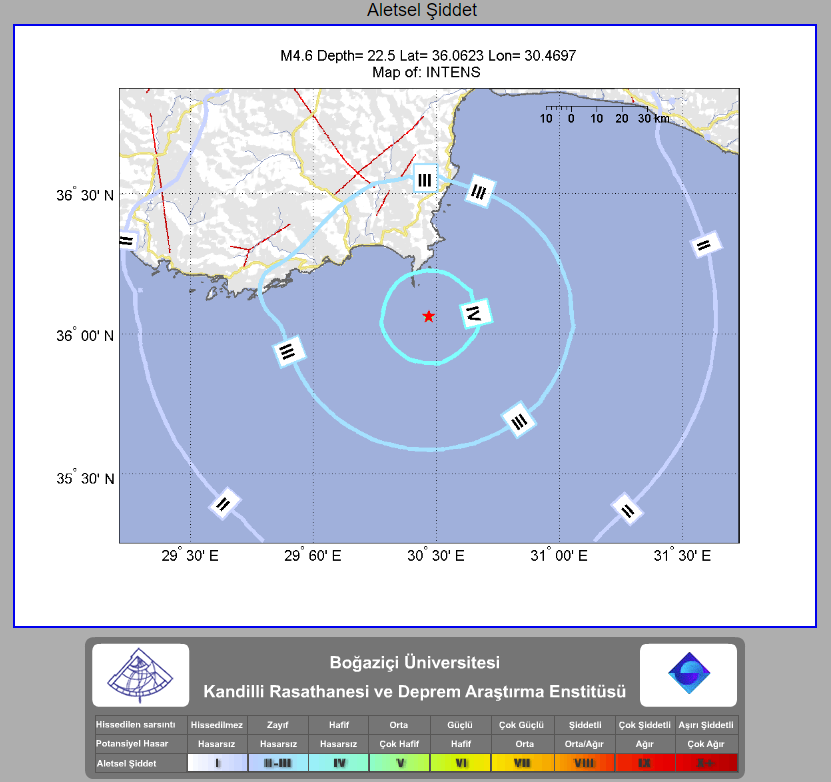 Aletsel Şiddet
M4.6 Depth= 22.5 Lat= 36.0623 Lon= 30.4697
Map of: INTENS
10 0 10 20 30 km
III
III
36° 30' N
II
II
IV
36° 00' N
III
III
35° 30' N
II
II
29° 30' E 29° 60' E 30° 30' E 31° 00' E 31° 30' E
Boğaziçi Üniversitesi
Kandilli Rasathanesi ve Deprem Araştırma Enstitüsü
Hissedilen sarsıntı Hissedilmez Zayıf Hafif Orta Güçlü Çok Güçlü Şiddetli Çok Şiddetli Aşırı Şiddetli
Potansiyel Hasar Hasarsız Hasarsız Hasarsız Çok Hafif Hafif Orta Orta/Ağır Ağır Çok Ağır
Aletsel Şiddet I II-III IV V VI VII VIII IX X+